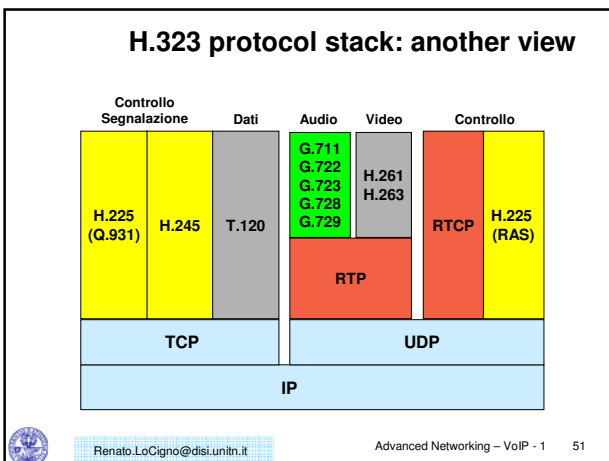 H.323 protocol stack: another view
Controllo
Segnalazione
Dati
Audio
Video
Controllo
H.225
(Q.931)
H.245
T.120
G.711
G.722
G.723
G.728
G.729
H.261
H.263
RTP
RTCP
H.225
(RAS)
TCP
UDP
IP
Renato.LoCigno@disi.unitn.it
Advanced Networking – VoIP - 1 51